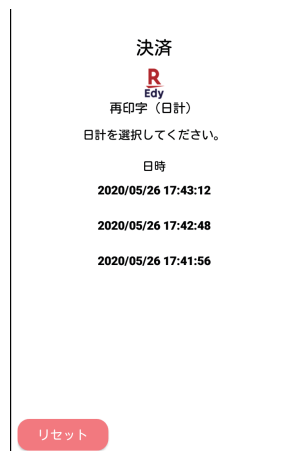 決済
R
Edy
再印字（日計）
日計を選択してください。
日時
2020/05/26 17:43:12
2020/05/26 17:42:48
2020/05/26 17:41:56
リセット